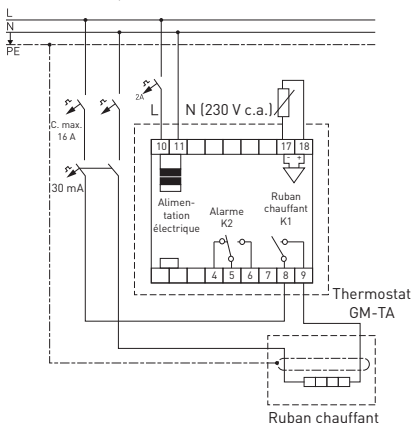 L
N
PE
2A
L N (230 V c.a.)
C. max.
16 A
30 mA
10 11 17 18
- +
Alimen-
tation
électrique
Alarme
K2
Ruban
chauffant
K1
4 5 6 7 8 9
Thermostat
GM-TA
Ruban chauffant